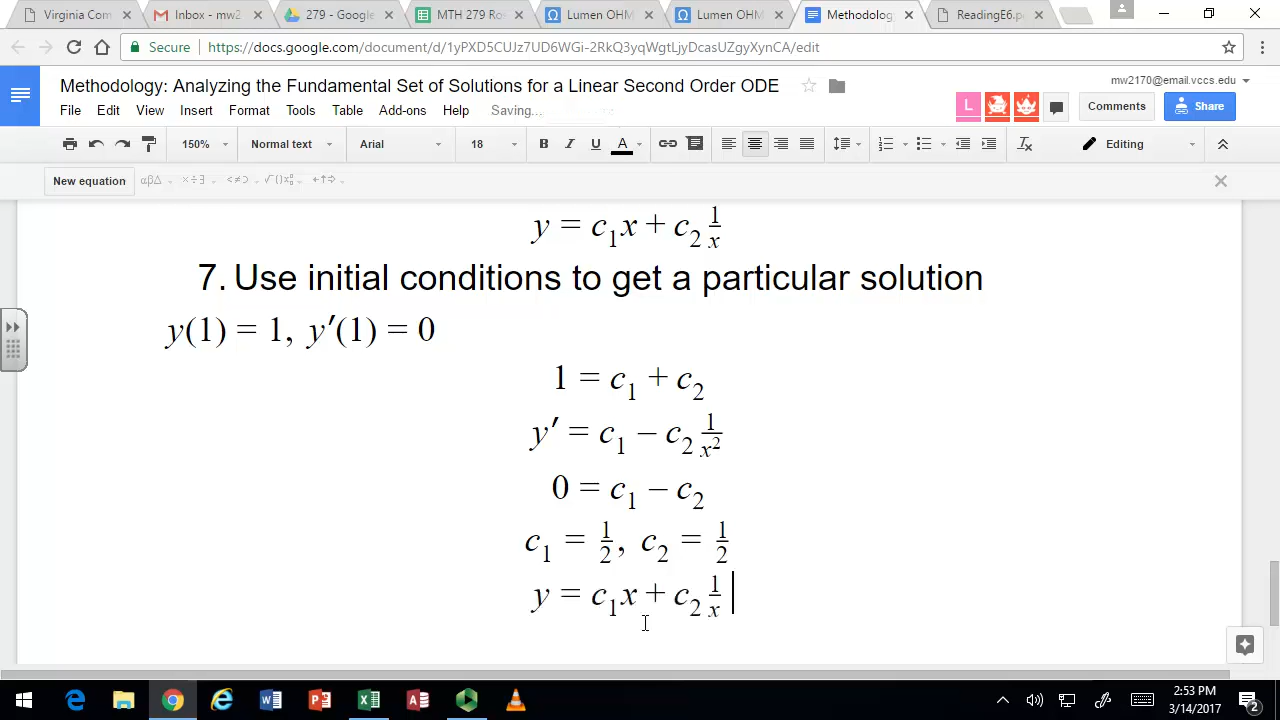 Virginia Com
Inbox - mw2
279 - Google
MTH 279 Ros
Lumen OHM
Lumen OHM
Methodology
ReadingE6.p
Secure
https://docs.google.com/document/d/1yPXD5CUJz7UD6WGi-2RkQ3yqWgtLjyDcasUZgyXynCA/edit
Methodology: Analyzing the Fundamental Set of Solutions for a Linear Second Order ODE
mw2170@email.vccs.edu
File Edit View Insert Format Tools Table Add-ons Help Saving...
L
Comments
Share
150% Normal text Arial 18 B I U A Editing
New equation αβΔ ×÷∃ <≠⊃ √()
y = c₁x + c₂ 1/x
7. Use initial conditions to get a particular solution
y(1) = 1, y′(1) = 0
1 = c₁ + c₂
y′ = c₁ − c₂ 1/x²
0 = c₁ − c₂
c₁ = 1/2, c₂ = 1/2
y = c₁x + c₂ 1/x
2:53 PM
3/14/2017
2